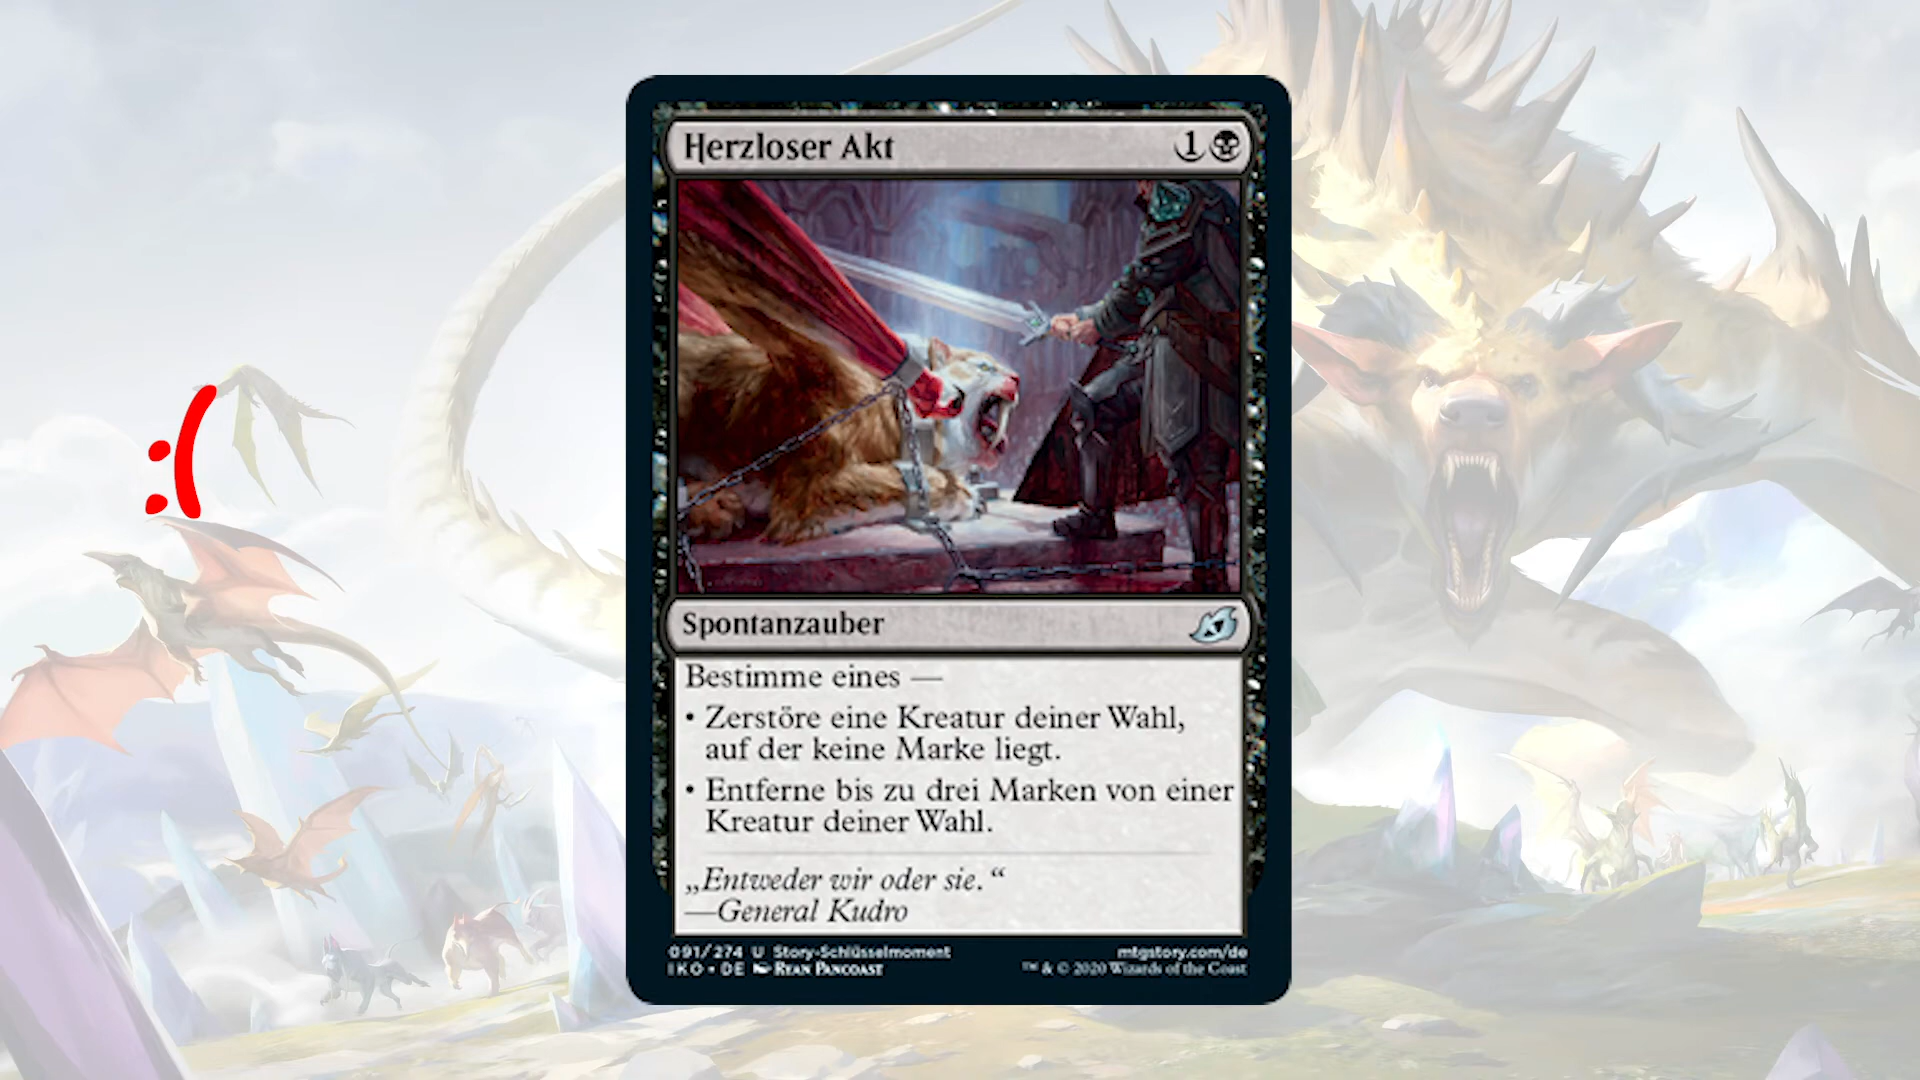 Herzloser Akt 1
Spontanzauber
Bestimme eines —
• Zerstöre eine Kreatur deiner Wahl,
auf der keine Marke liegt.
• Entferne bis zu drei Marken von einer
Kreatur deiner Wahl.
„Entweder wir oder sie.“
—General Kudro
091/274 U Story-Schlüsselmoment mtgstory.com/de
IKO • DE Ryan Pancoast ™ & © 2020 Wizards of the Coast
:(